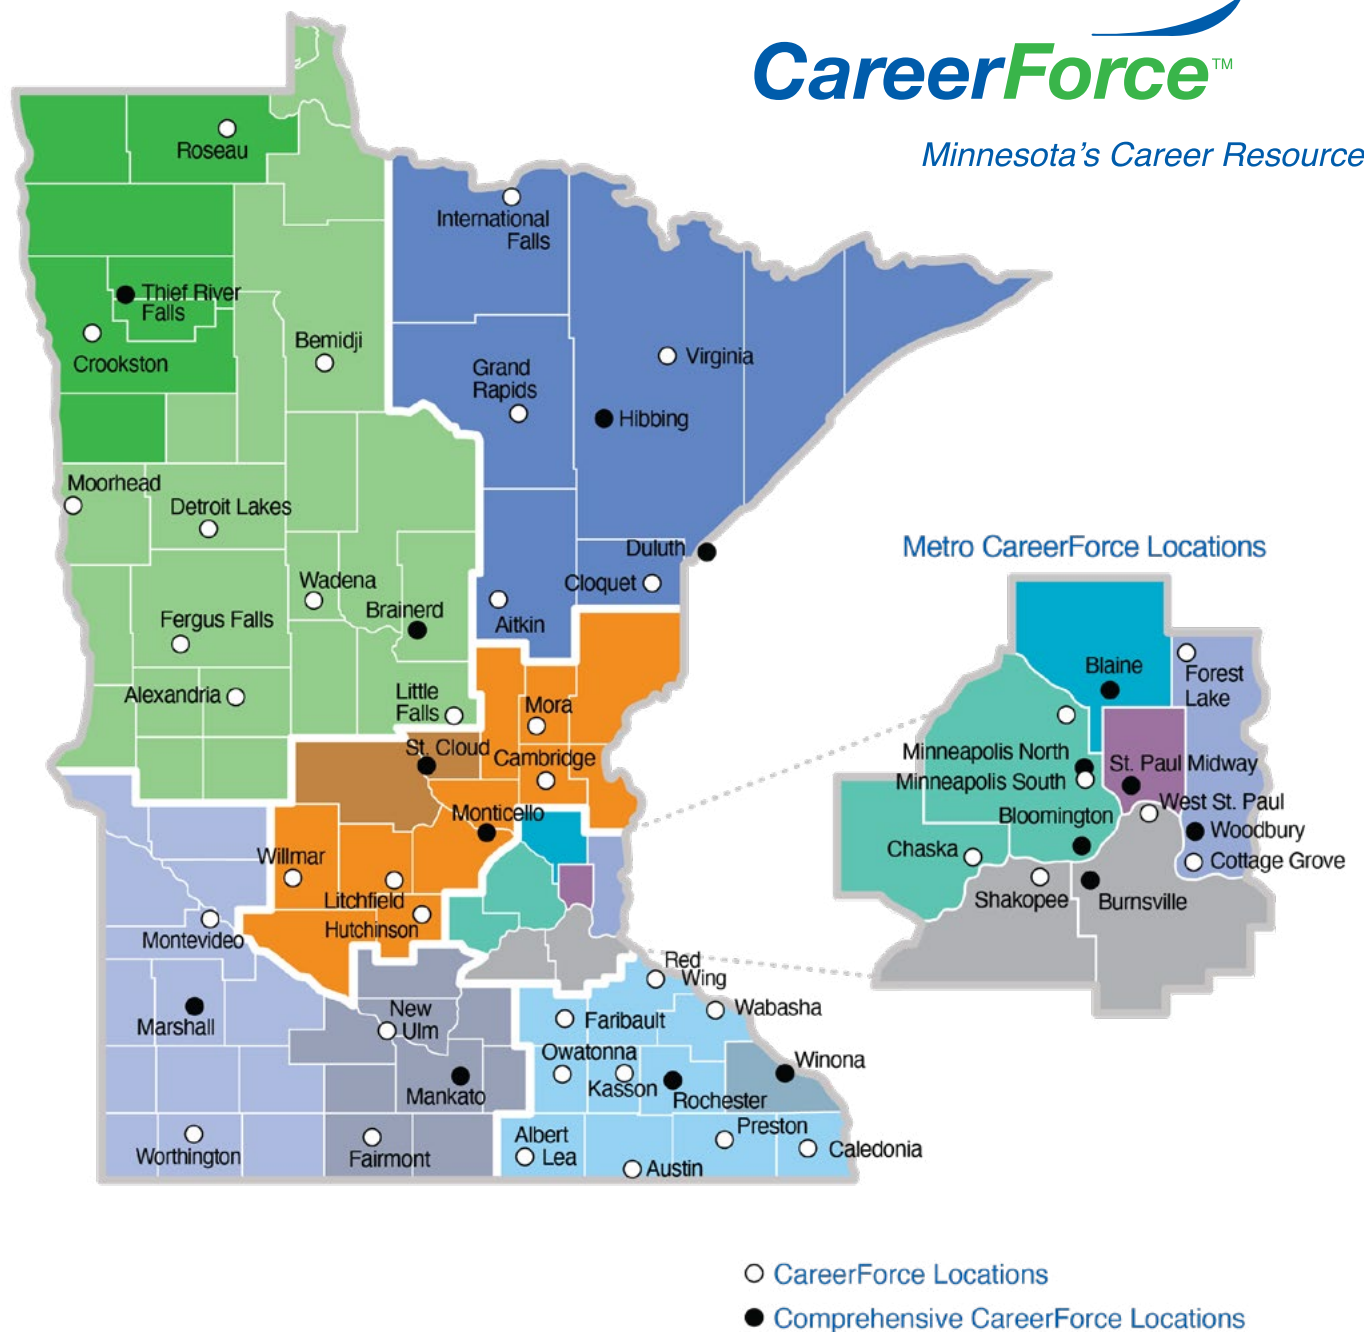 CareerForce™
Minnesota's Career Resource
Roseau
International
Falls
Thief River
Falls
Crookston
Bemidji
Grand
Rapids
Virginia
Hibbing
Moorhead
Detroit Lakes
Duluth
Cloquet
Wadena
Brainerd
Aitkin
Fergus Falls
Alexandria
Little
Falls
Mora
St. Cloud
Cambridge
Monticello
Willmar
Litchfield
Hutchinson
Montevideo
Marshall
New
Ulm
Mankato
Worthington
Fairmont
Red
Wing
Wabasha
Faribault
Owatonna
Kasson
Rochester
Winona
Albert
Lea
Austin
Preston
Caledonia
Metro CareerForce Locations
Blaine
Forest
Lake
Minneapolis North
Minneapolis South
St. Paul Midway
West St. Paul
Bloomington
Woodbury
Chaska
Cottage Grove
Shakopee
Burnsville
CareerForce Locations
Comprehensive CareerForce Locations